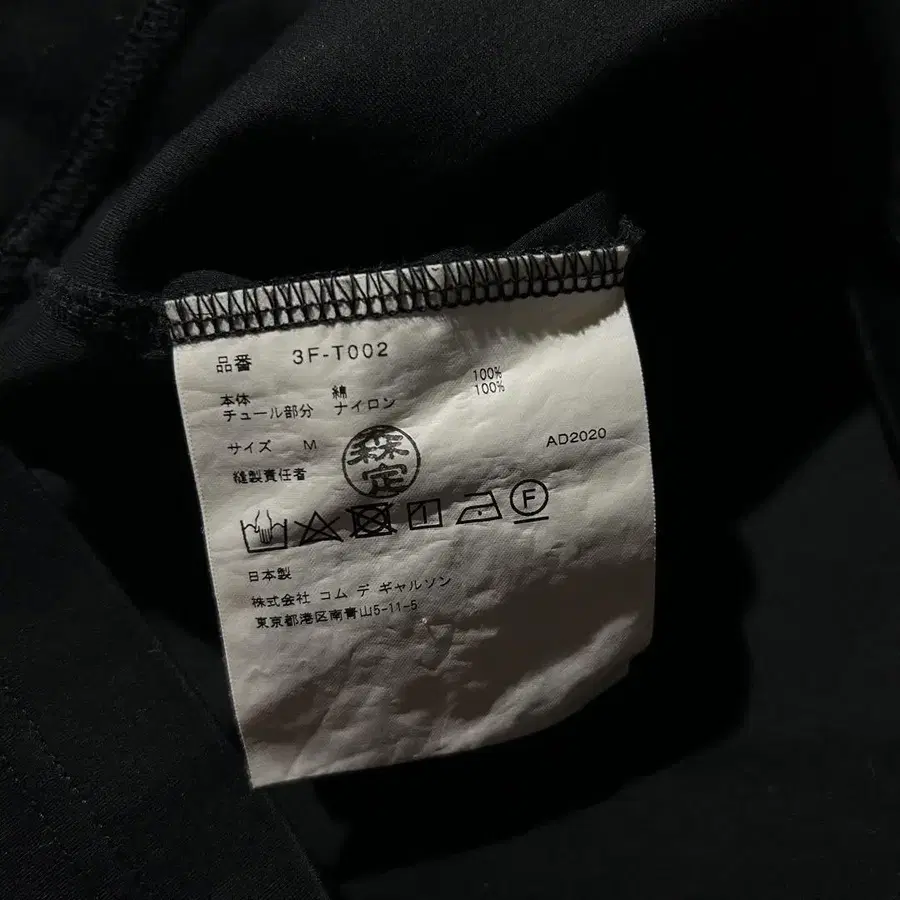 品番 3F-T002
本体 綿 100%
チュール部分 ナイロン 100%
サイズ M AD2020
縫製責任者 森定
F
日本製
株式会社 コム デ ギャルソン
東京都港区南青山5-11-5